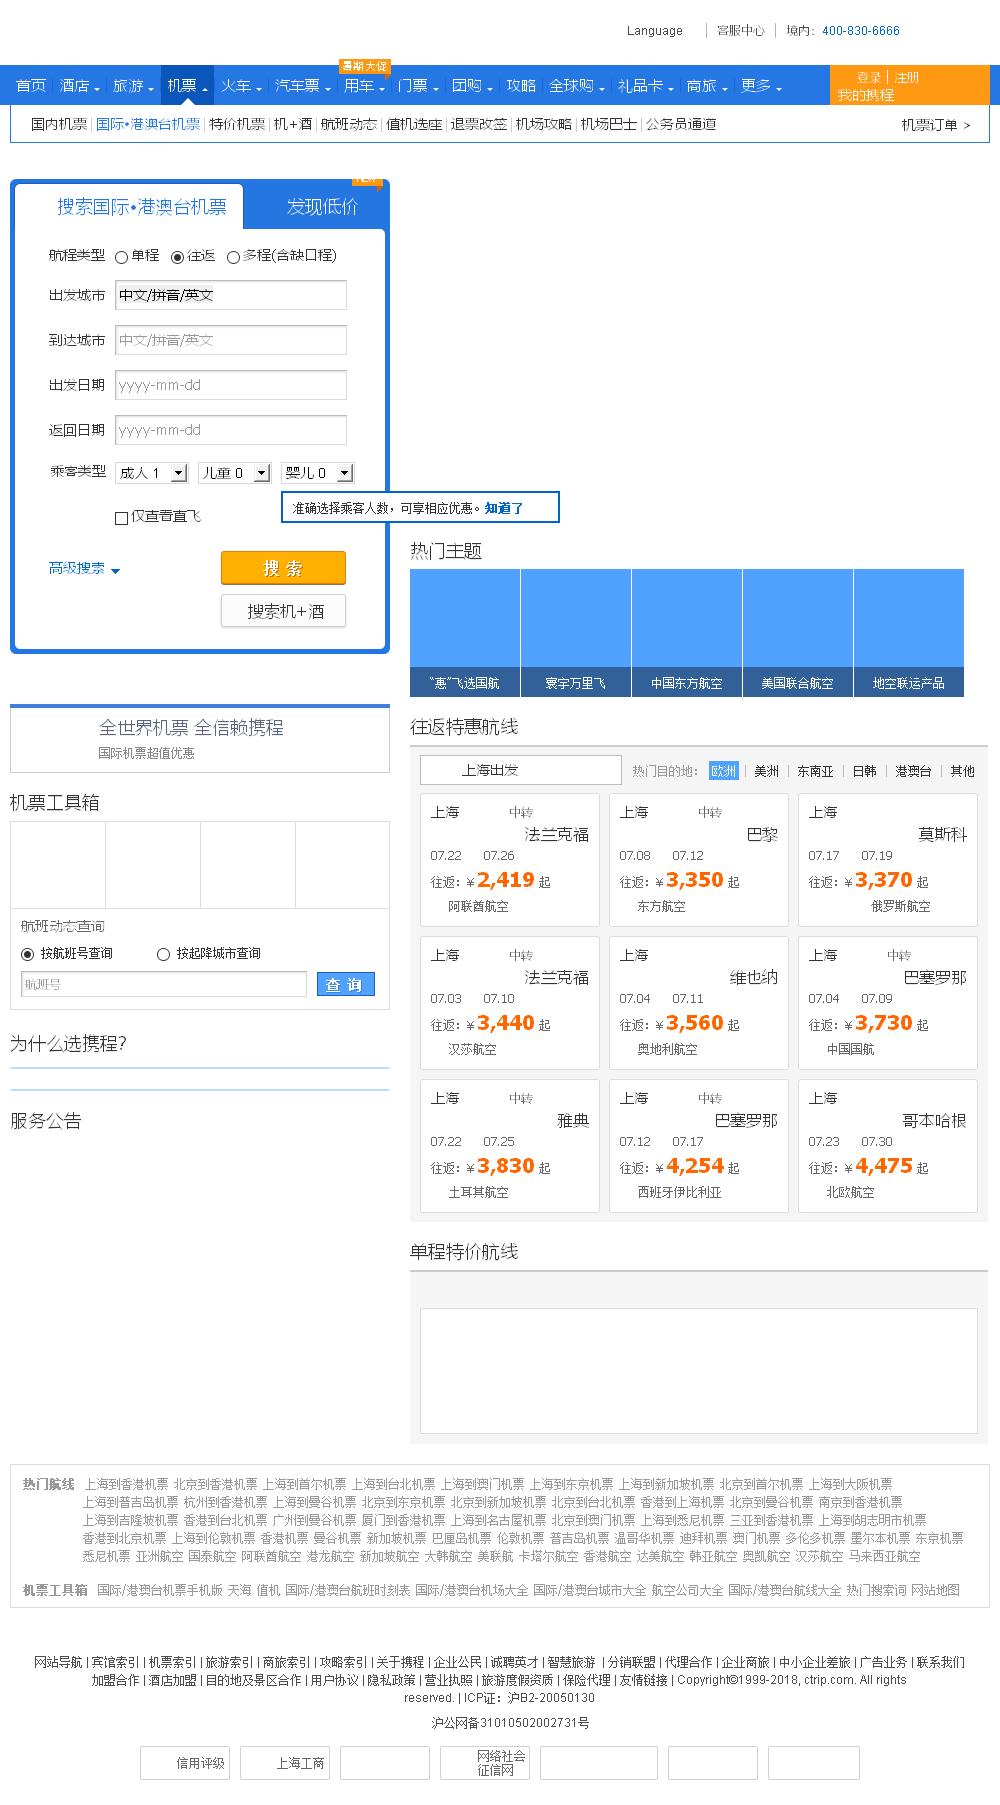 Language 客服中心 境内：400-830-6666
暑期大促
首页 酒店 旅游 机票 火车 汽车票 用车 门票 团购 攻略 全球购 礼品卡 商旅 更多
登录 注册
我的携程
国内机票 国际•港澳台机票 特价机票 机+酒 航班动态 值机选座 退票改签 机场攻略 机场巴士 公务员通道 机票订单 >
搜索国际•港澳台机票 发现低价
航程类型 单程 往返 多程(含缺口程)
出发城市 中文/拼音/英文
到达城市 中文/拼音/英文
出发日期 yyyy-mm-dd
返回日期 yyyy-mm-dd
乘客类型 成人 1 儿童 0 婴儿 0
准确选择乘客人数，可享相应优惠。知道了
仅查看直飞
高级搜索 搜 索
搜索机+酒
热门主题
“惠”飞选国航 寰宇万里飞 中国东方航空 美国联合航空 地空联运产品
全世界机票 全信赖携程
国际机票超值优惠
机票工具箱
航班动态查询
按航班号查询 按起降城市查询
航班号 查 询
为什么选携程?
服务公告
往返特惠航线
上海出发 热门目的地： 欧洲 美洲 东南亚 日韩 港澳台 其他
上海 中转 上海 中转 上海
法兰克福 巴黎 莫斯科
07.22 07.26 07.08 07.12 07.17 07.19
往返：¥2,419 起 往返：¥3,350 起 往返：¥3,370 起
阿联酋航空 东方航空 俄罗斯航空
上海 中转 上海 上海 中转
法兰克福 维也纳 巴塞罗那
07.03 07.10 07.04 07.11 07.04 07.09
往返：¥3,440 起 往返：¥3,560 起 往返：¥3,730 起
汉莎航空 奥地利航空 中国国航
上海 中转 上海 中转 上海
雅典 巴塞罗那 哥本哈根
07.22 07.25 07.12 07.17 07.23 07.30
往返：¥3,830 起 往返：¥4,254 起 往返：¥4,475 起
土耳其航空 西班牙伊比利亚 北欧航空
单程特价航线
热门航线 上海到香港机票 北京到香港机票 上海到首尔机票 上海到台北机票 上海到澳门机票 上海到东京机票 上海到新加坡机票 北京到首尔机票 上海到大阪机票
上海到普吉岛机票 杭州到香港机票 上海到曼谷机票 北京到东京机票 北京到新加坡机票 北京到台北机票 香港到上海机票 北京到曼谷机票 南京到香港机票
上海到吉隆坡机票 香港到台北机票 广州到曼谷机票 厦门到香港机票 上海到名古屋机票 北京到澳门机票 上海到悉尼机票 三亚到香港机票 上海到胡志明市机票
香港到北京机票 上海到伦敦机票 香港机票 曼谷机票 新加坡机票 巴厘岛机票 伦敦机票 普吉岛机票 温哥华机票 迪拜机票 澳门机票 多伦多机票 墨尔本机票 东京机票
悉尼机票 亚洲航空 国泰航空 阿联酋航空 港龙航空 新加坡航空 大韩航空 美联航 卡塔尔航空 香港航空 达美航空 韩亚航空 奥凯航空 汉莎航空 马来西亚航空
机票工具箱 国际/港澳台机票手机版 天海 值机 国际/港澳台航班时刻表 国际/港澳台机场大全 国际/港澳台城市大全 航空公司大全 国际/港澳台航线大全 热门搜索词 网站地图
网站导航 | 宾馆索引 | 机票索引 | 旅游索引 | 商旅索引 | 攻略索引 | 关于携程 | 企业公民 | 诚聘英才 | 智慧旅游 | 分销联盟 | 代理合作 | 企业商旅 | 中小企业差旅 | 广告业务 | 联系我们
加盟合作 | 酒店加盟 | 目的地及景区合作 | 用户协议 | 隐私政策 | 营业执照 | 旅游度假资质 | 保险代理 | 友情链接 | Copyright©1999-2018, ctrip.com. All rights
reserved. | ICP证：沪B2-20050130
沪公网备31010502002731号
信用评级 上海工商 网络社会
征信网